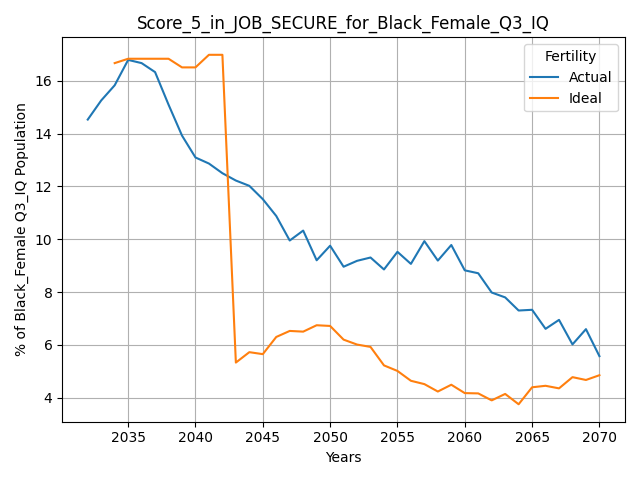 Score_5_in_JOB_SECURE_for_Black_Female_Q3_IQ
Fertility
Actual
Ideal
% of Black_Female Q3_IQ Population
16
14
12
10
8
6
4
2035 2040 2045 2050 2055 2060 2065 2070
Years